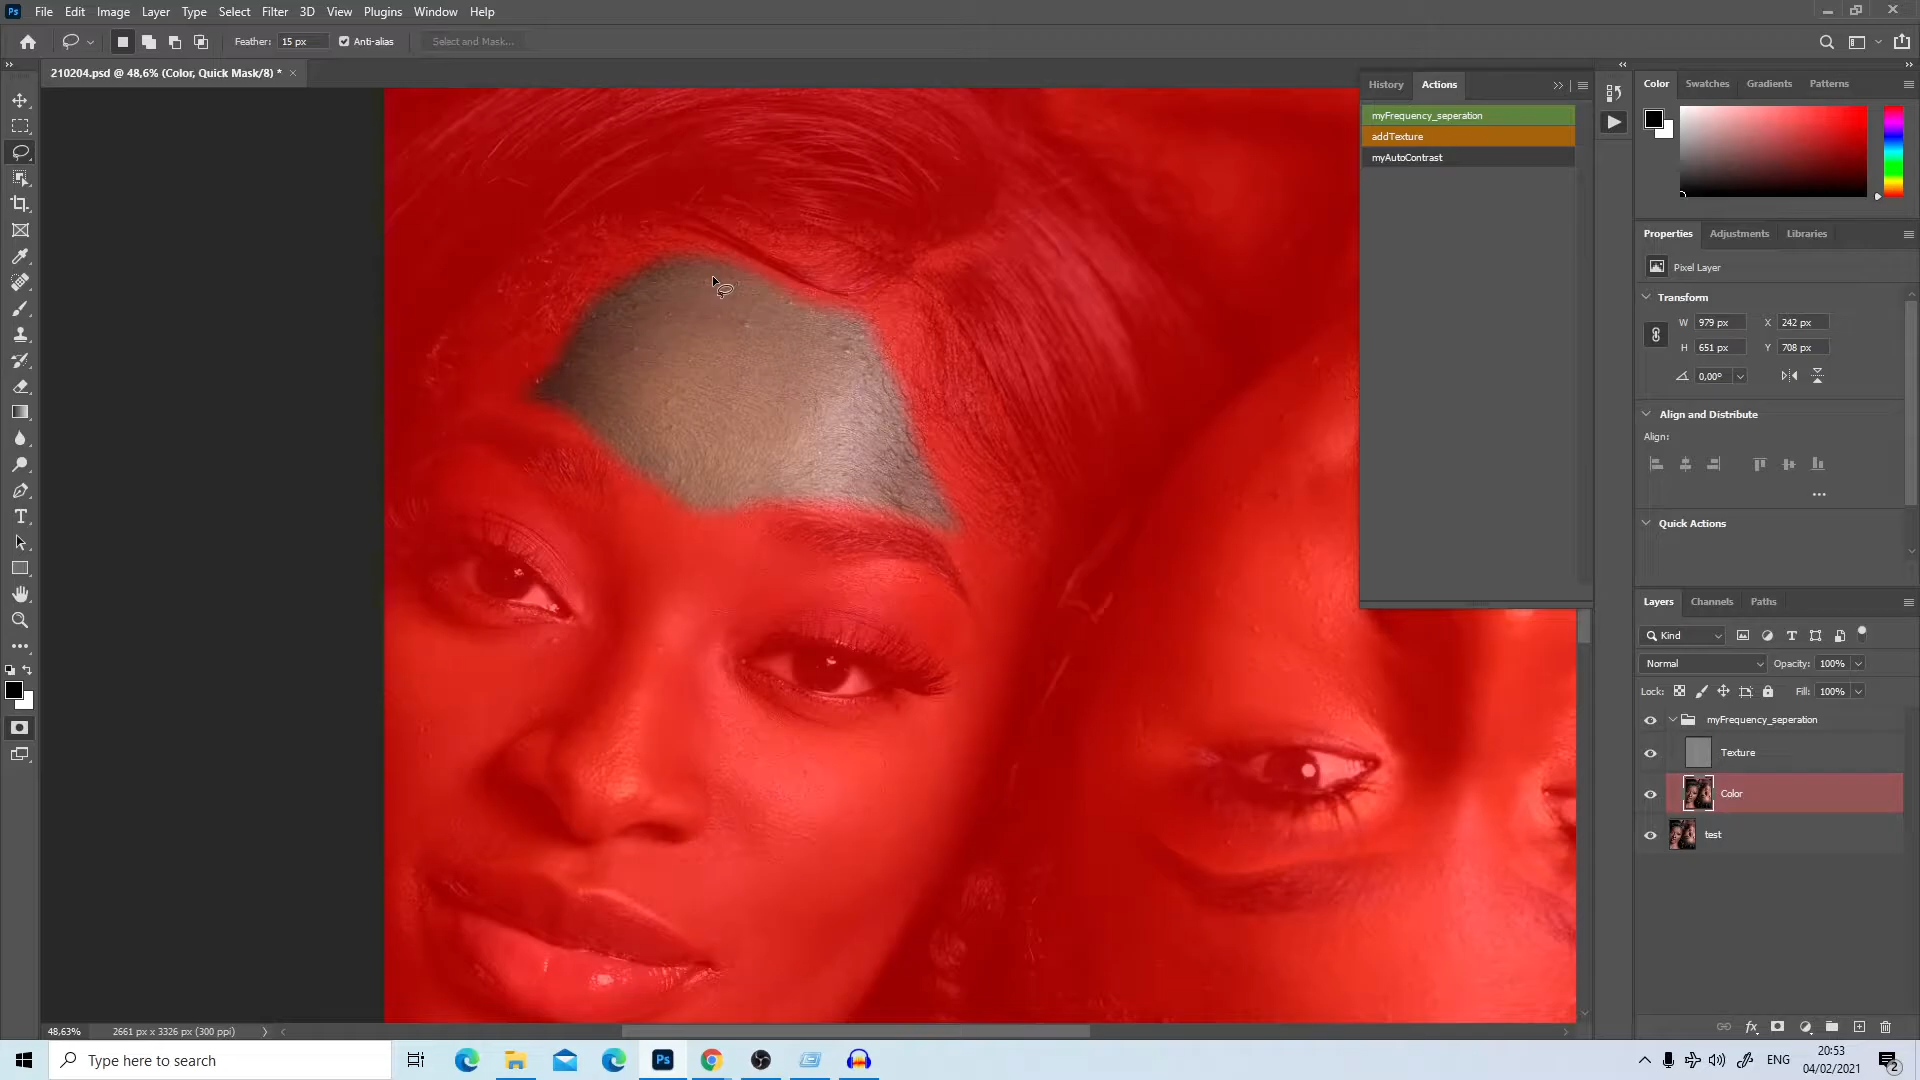 Ps File Edit Image Layer Type Select Filter 3D View Plugins Window Help
Feather: 15 px Anti-alias Select and Mask...
210204.psd @ 48,6% (Color, Quick Mask/8) * ×
History Actions
myFrequency_seperation
addTexture
myAutoContrast
Color Swatches Gradients Patterns
Properties Adjustments Libraries
Pixel Layer
Transform
W 979 px X 242 px
H 651 px Y 708 px
0,00°
Align and Distribute
Align:
Quick Actions
Layers Channels Paths
Kind
Normal Opacity: 100%
Lock: Fill: 100%
myFrequency_seperation
Texture
Color
test
48,63% 2661 px x 3326 px (300 ppi)
Type here to search
Ps
ENG
20:53
04/02/2021
2